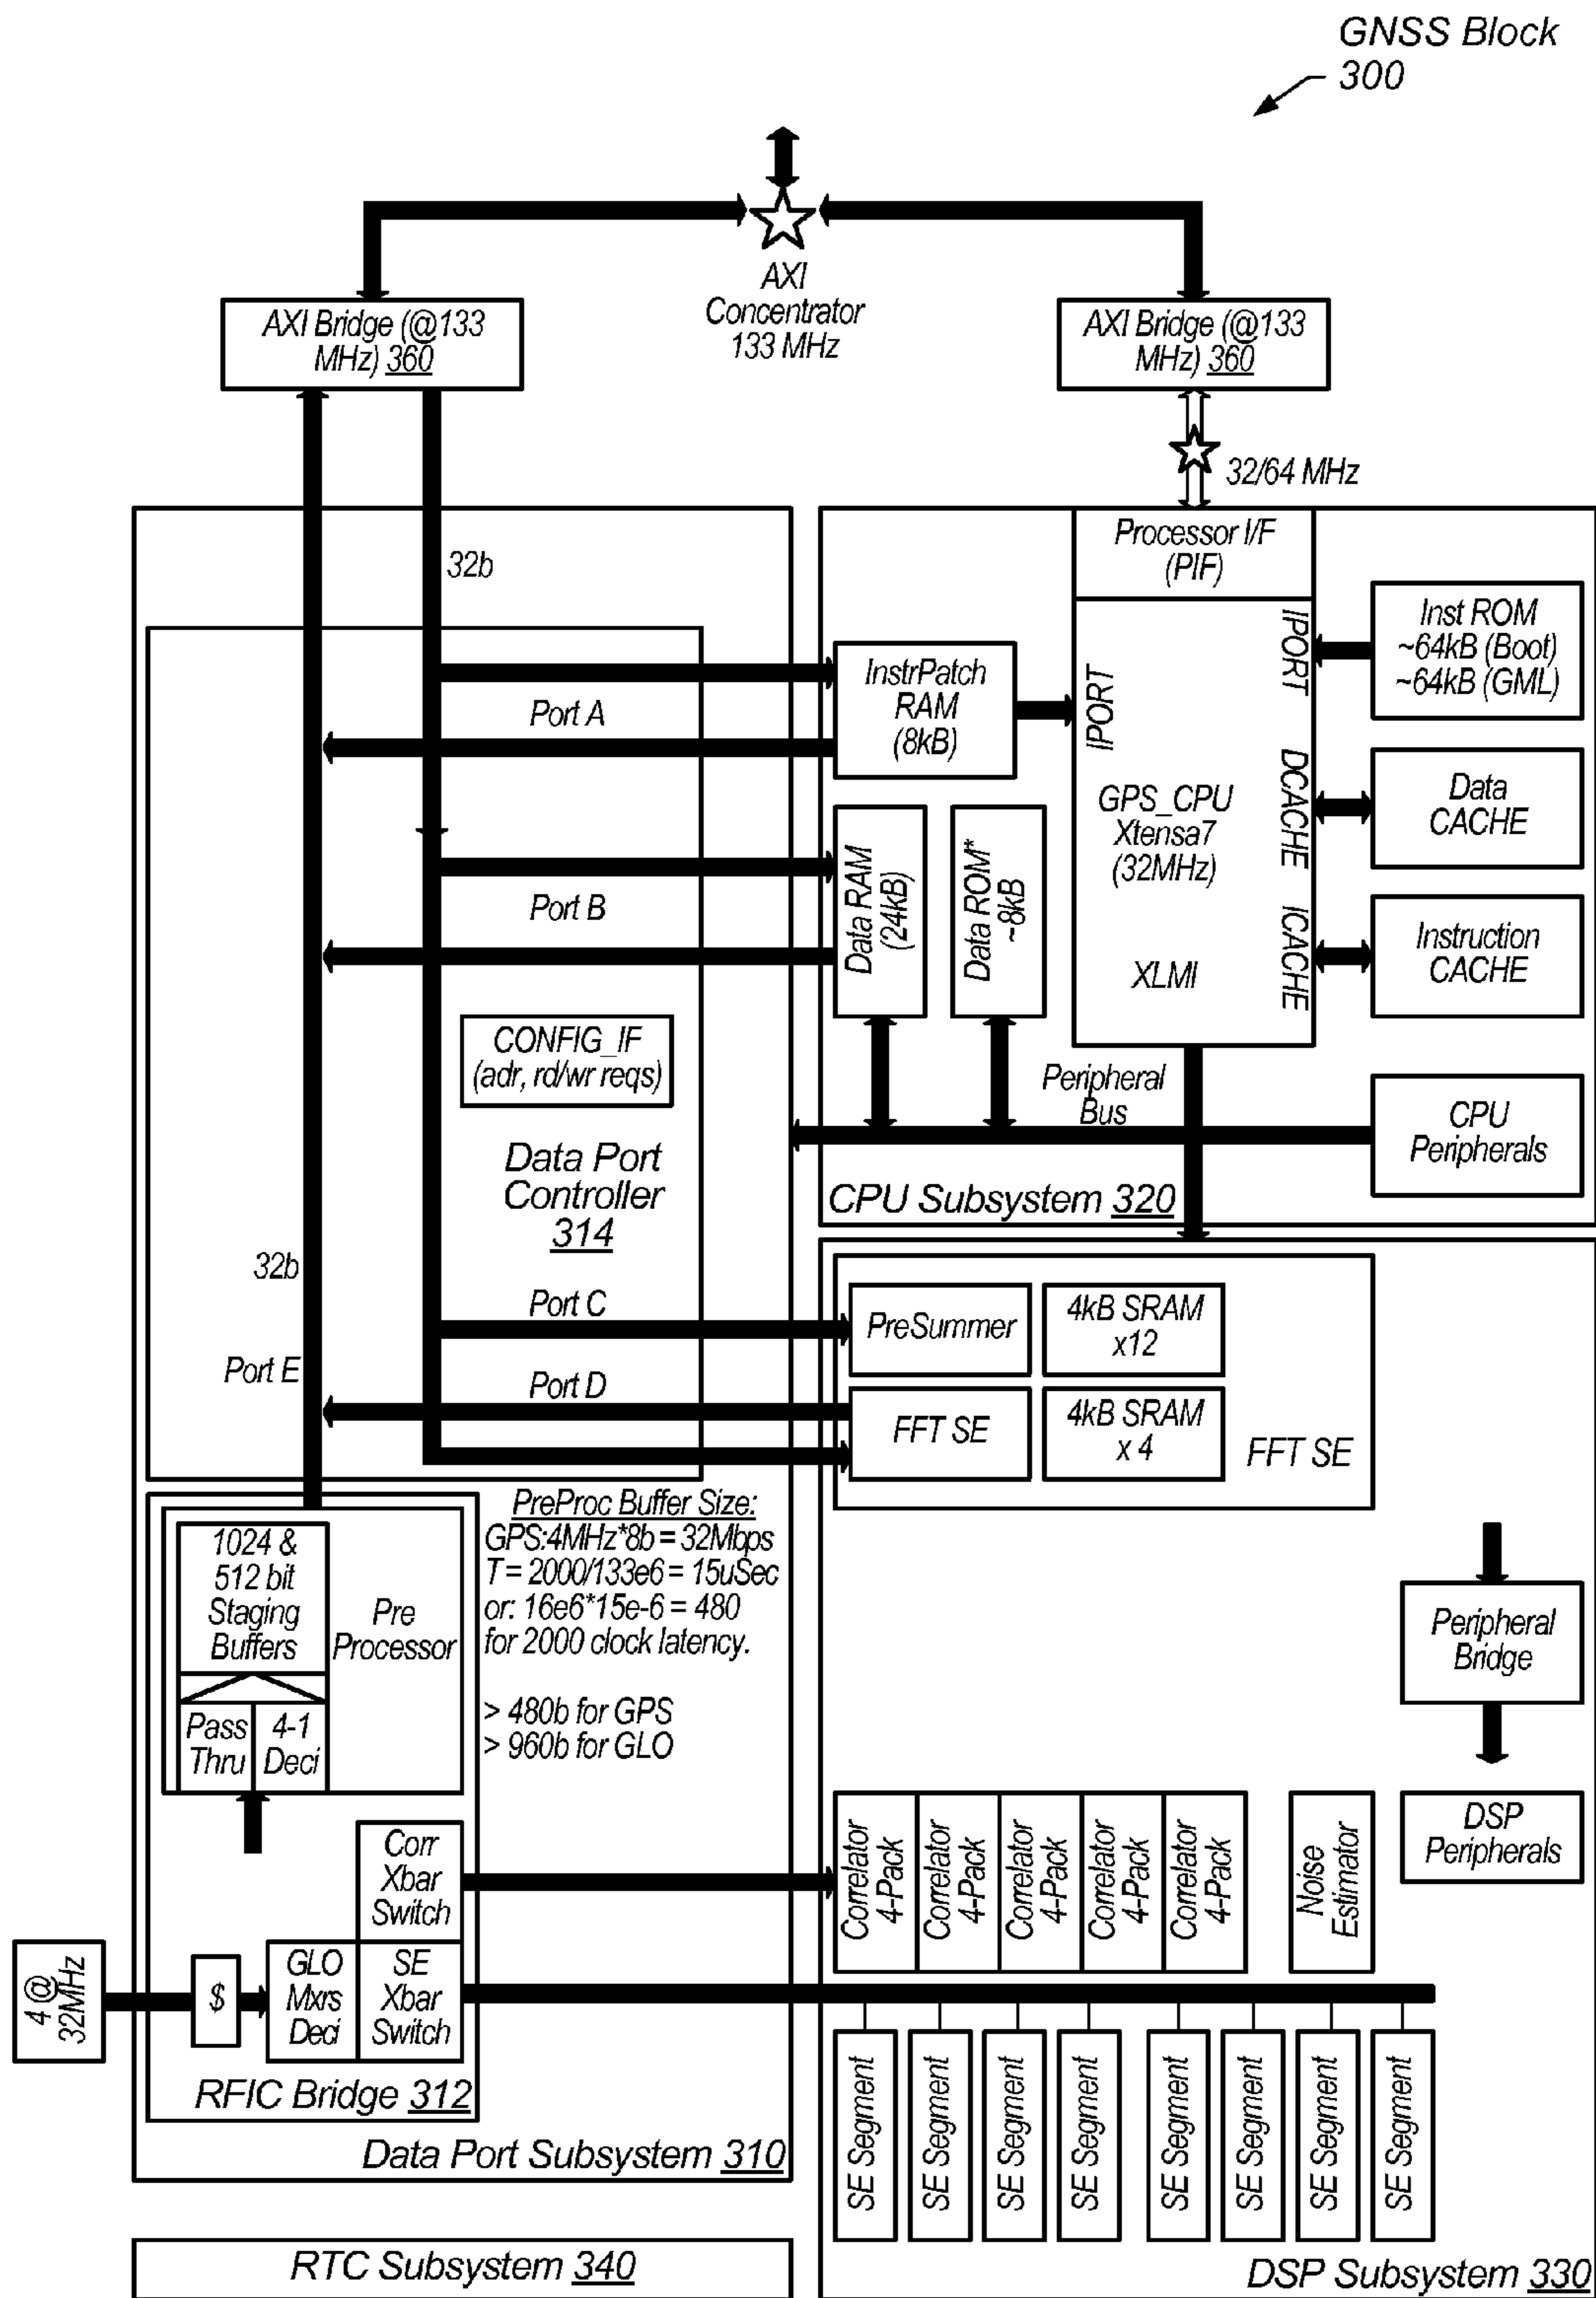 GNSS Block
300
AXI
Concentrator
133 MHz
AXI Bridge (@133
MHz) 360
AXI Bridge (@133
MHz) 360
32/64 MHz
32b
Processor I/F
(PIF)
IPORT
IPORT
DCACHE
ICACHE
GPS_CPU
Xtensa7
(32MHz)
XLMI
Inst ROM
~64kB (Boot)
~64kB (GML)
Data
CACHE
Instruction
CACHE
InstrPatch
RAM
(8kB)
Port A
Data RAM
(24kB)
Data ROM*
~8kB
Port B
CONFIG_IF
(adr, rd/wr reqs)
Peripheral
Bus
CPU
Peripherals
Data Port
Controller
314
CPU Subsystem 320
32b
Port C
Port E
Port D
PreSummer
4kB SRAM
x12
FFT SE
4kB SRAM
x 4
FFT SE
PreProc Buffer Size:
GPS:4MHz*8b = 32Mbps
T = 2000/133e6 = 15uSec
or: 16e6*15e-6 = 480
for 2000 clock latency.
> 480b for GPS
> 960b for GLO
1024 &
512 bit
Staging
Buffers
Pre
Processor
Pass
Thru
4-1
Deci
Peripheral
Bridge
DSP
Peripherals
Corr
Xbar
Switch
Correlator
4-Pack
Correlator
4-Pack
Correlator
4-Pack
Correlator
4-Pack
Correlator
4-Pack
Noise
Estimator
4 @
32MHz
$
GLO
Mxrs
Deci
SE
Xbar
Switch
SE Segment
SE Segment
SE Segment
SE Segment
SE Segment
SE Segment
SE Segment
SE Segment
RFIC Bridge 312
Data Port Subsystem 310
RTC Subsystem 340
DSP Subsystem 330